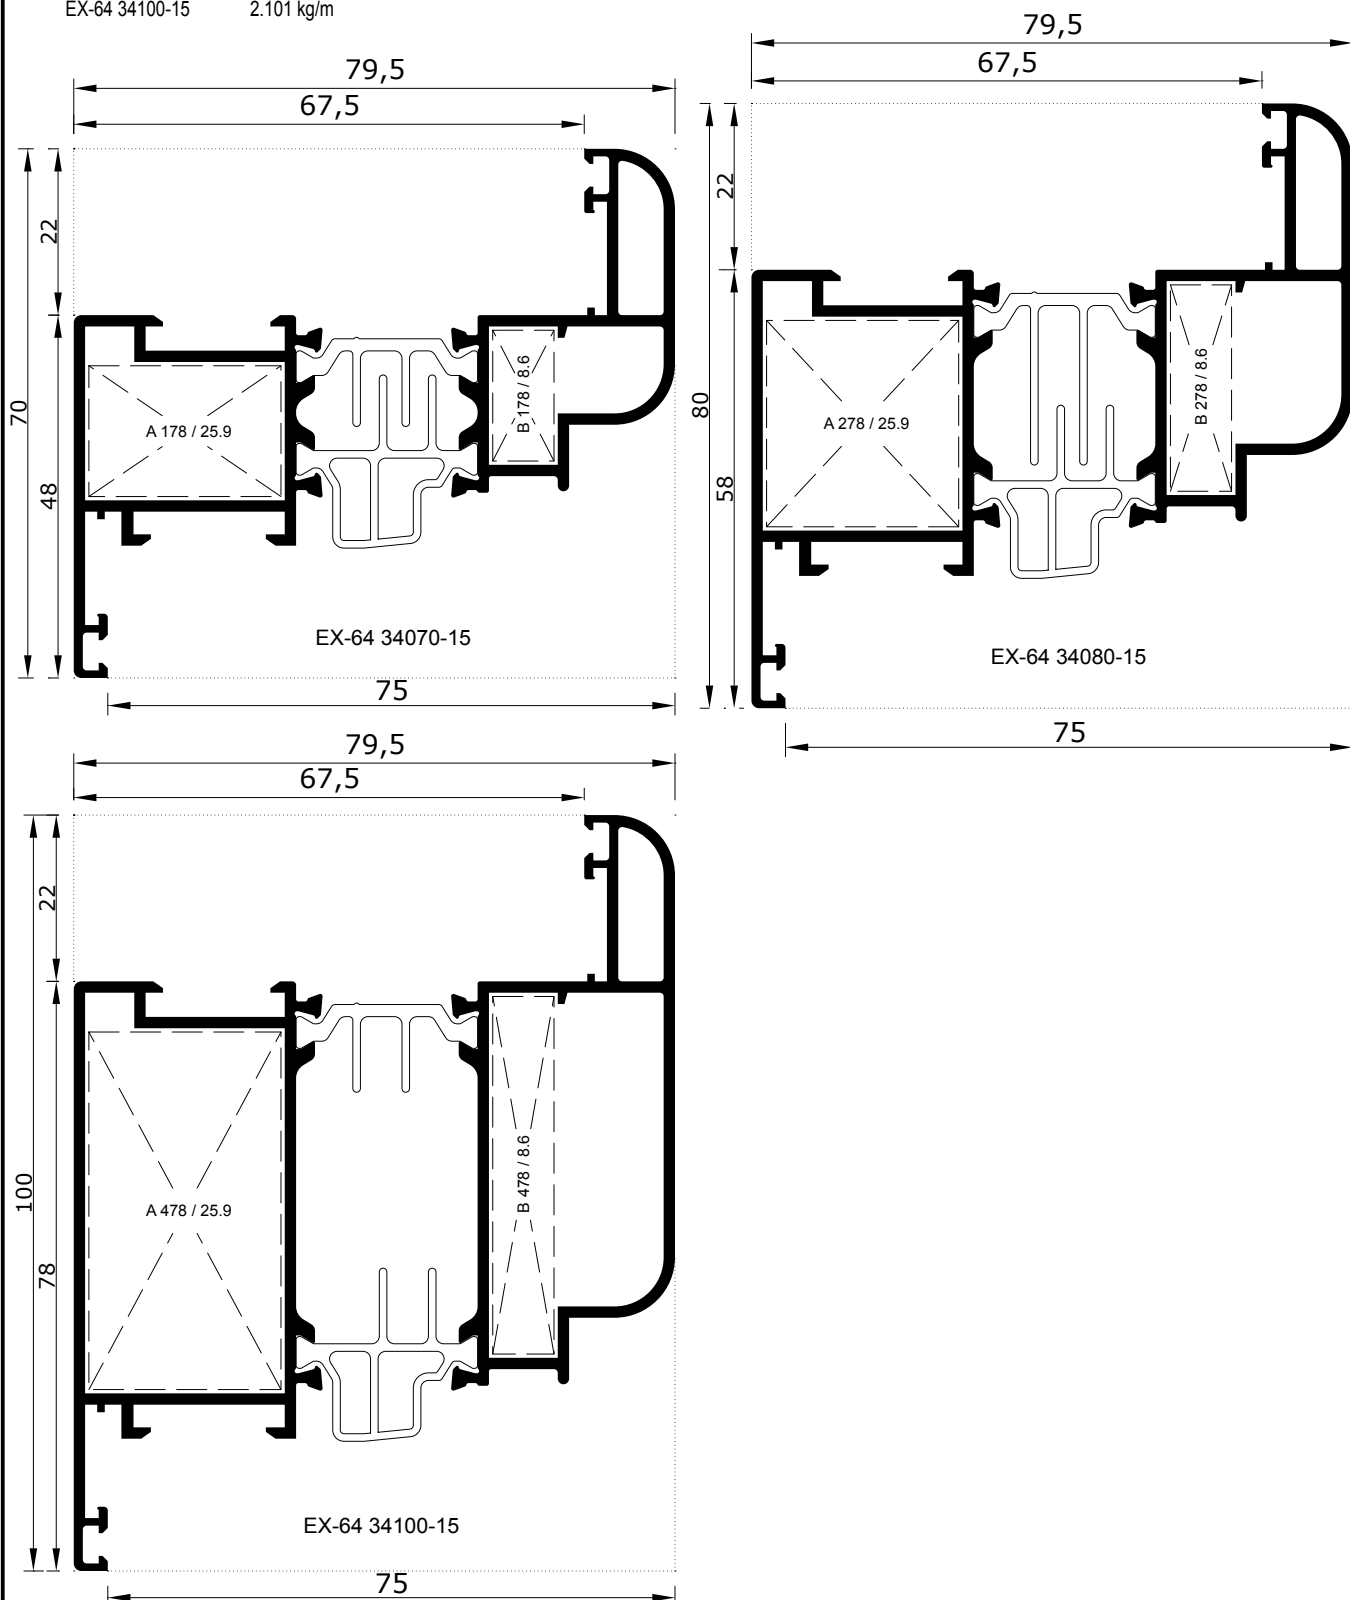 EX-64 34100-15 2.101 kg/m
79,5
67,5
22
70
48
A 178 / 25.9
B 178 / 8.6
EX-64 34070-15
75
79,5
67,5
22
80
58
A 278 / 25.9
B 278 / 8.6
EX-64 34080-15
75
79,5
67,5
22
100
78
A 478 / 25.9
B 478 / 8.6
EX-64 34100-15
75